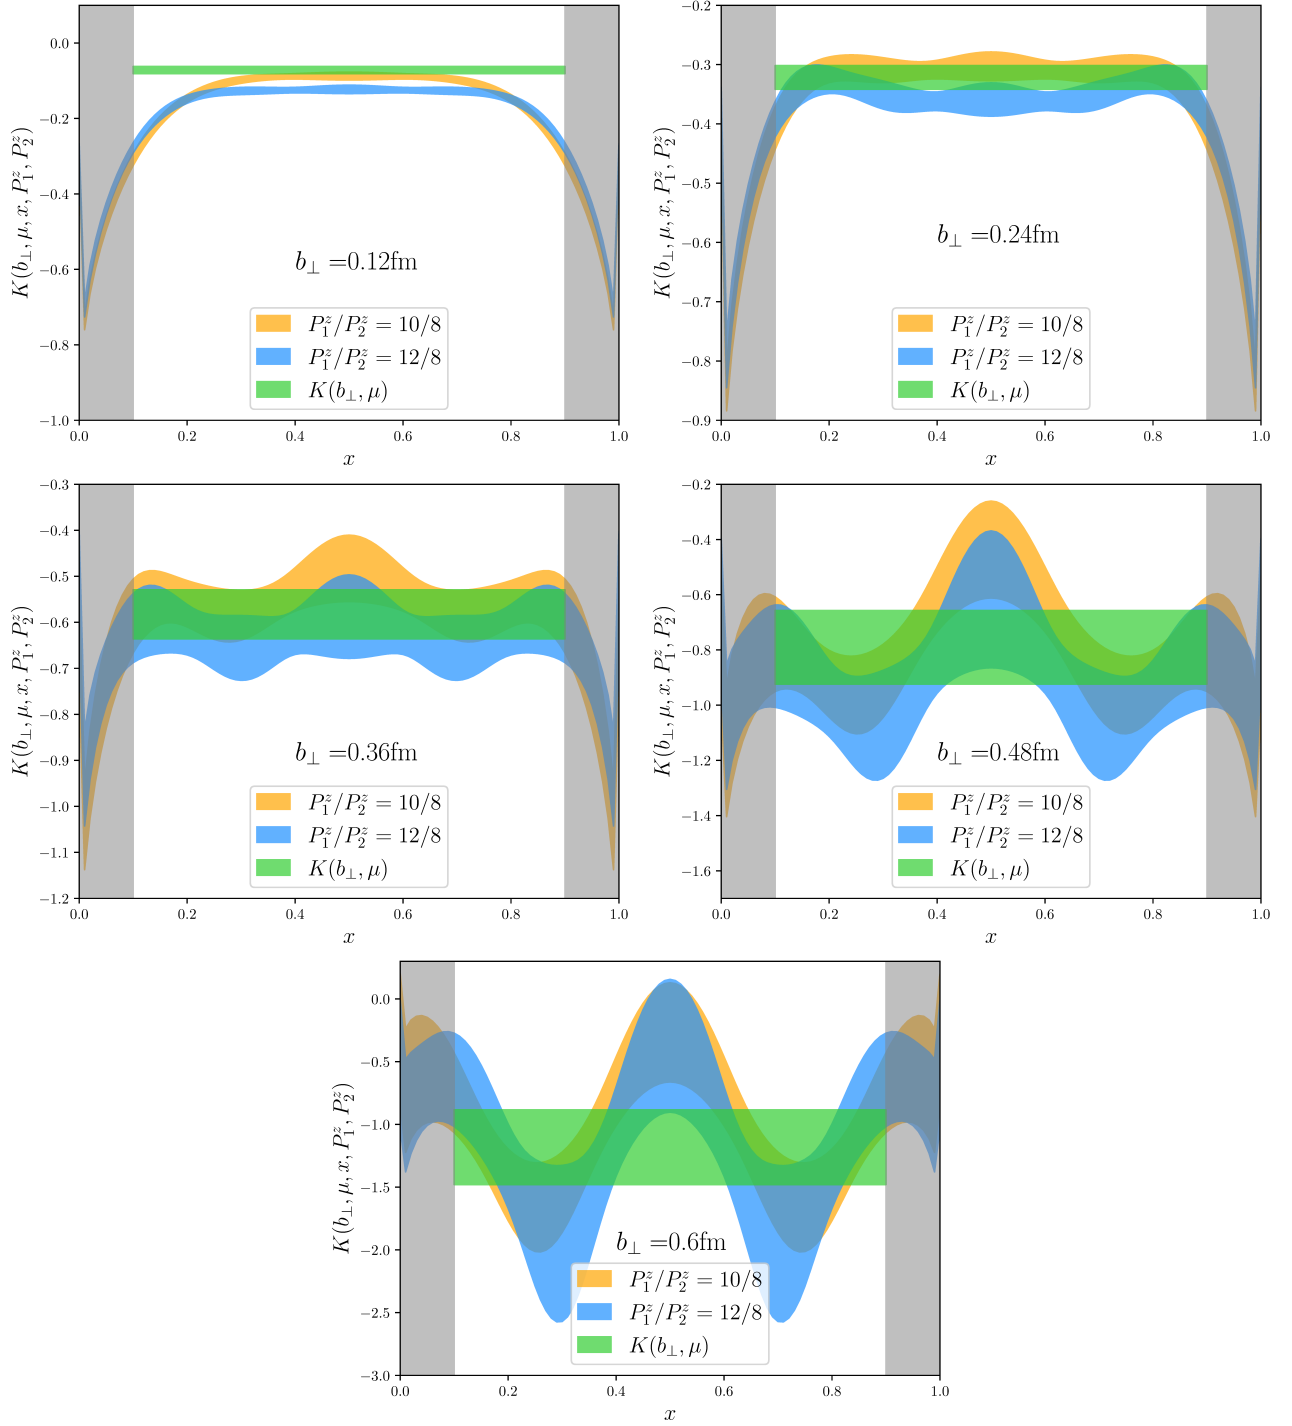 0.0
−0.2
−0.4
−0.6
−0.8
−1.0
0.0 0.2 0.4 0.6 0.8 1.0
x
K(b⊥, μ, x, P₁ᶻ, P₂ᶻ)
b⊥ =0.12fm
P₁ᶻ/P₂ᶻ = 10/8
P₁ᶻ/P₂ᶻ = 12/8
K(b⊥, μ)
−0.2
−0.3
−0.4
−0.5
−0.6
−0.7
−0.8
−0.9
0.0 0.2 0.4 0.6 0.8 1.0
x
K(b⊥, μ, x, P₁ᶻ, P₂ᶻ)
b⊥ =0.24fm
P₁ᶻ/P₂ᶻ = 10/8
P₁ᶻ/P₂ᶻ = 12/8
K(b⊥, μ)
−0.3
−0.4
−0.5
−0.6
−0.7
−0.8
−0.9
−1.0
−1.1
−1.2
0.0 0.2 0.4 0.6 0.8 1.0
x
K(b⊥, μ, x, P₁ᶻ, P₂ᶻ)
b⊥ =0.36fm
P₁ᶻ/P₂ᶻ = 10/8
P₁ᶻ/P₂ᶻ = 12/8
K(b⊥, μ)
−0.2
−0.4
−0.6
−0.8
−1.0
−1.2
−1.4
−1.6
0.0 0.2 0.4 0.6 0.8 1.0
x
K(b⊥, μ, x, P₁ᶻ, P₂ᶻ)
b⊥ =0.48fm
P₁ᶻ/P₂ᶻ = 10/8
P₁ᶻ/P₂ᶻ = 12/8
K(b⊥, μ)
0.0
−0.5
−1.0
−1.5
−2.0
−2.5
−3.0
0.0 0.2 0.4 0.6 0.8 1.0
x
K(b⊥, μ, x, P₁ᶻ, P₂ᶻ)
b⊥ =0.6fm
P₁ᶻ/P₂ᶻ = 10/8
P₁ᶻ/P₂ᶻ = 12/8
K(b⊥, μ)